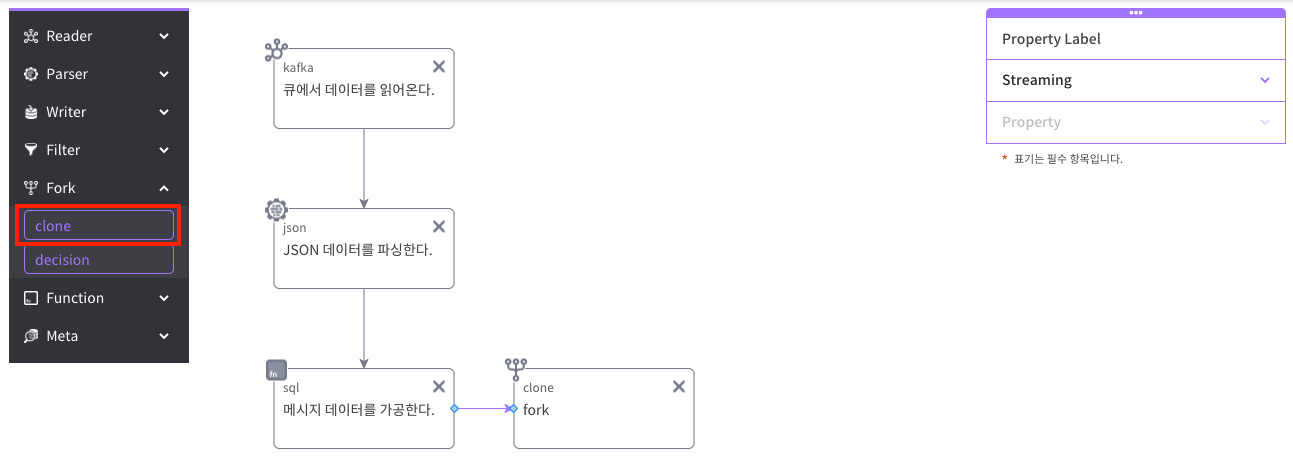 Reader
Parser
Writer
Filter
Fork
clone
decision
Function
Meta
kafka
큐에서 데이터를 읽어온다.
json
JSON 데이터를 파싱한다.
fn
sql
메시지 데이터를 가공한다.
clone
fork
Property Label
Streaming
Property
* 표기는 필수 항목입니다.